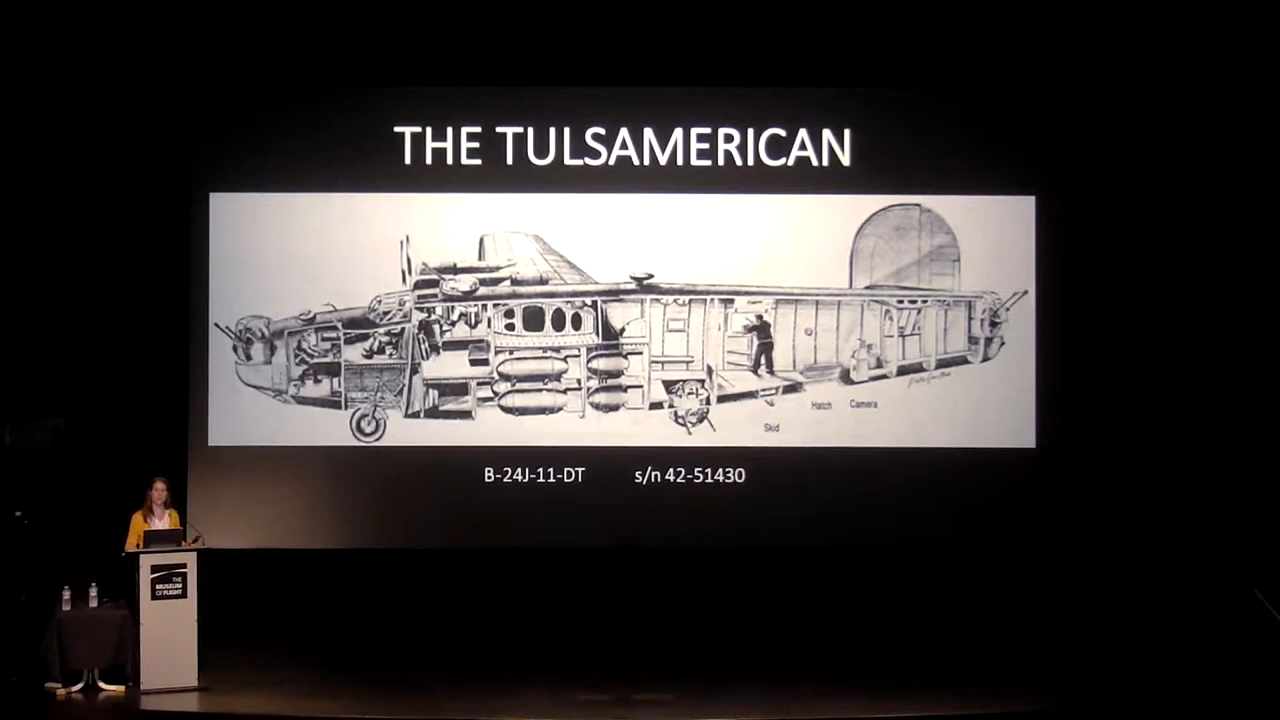 THE TULSAMERICAN
Hatch
Camera
Skid
B-24J-11-DT
s/n 42-51430
THE
MUSEUM
OF FLIGHT